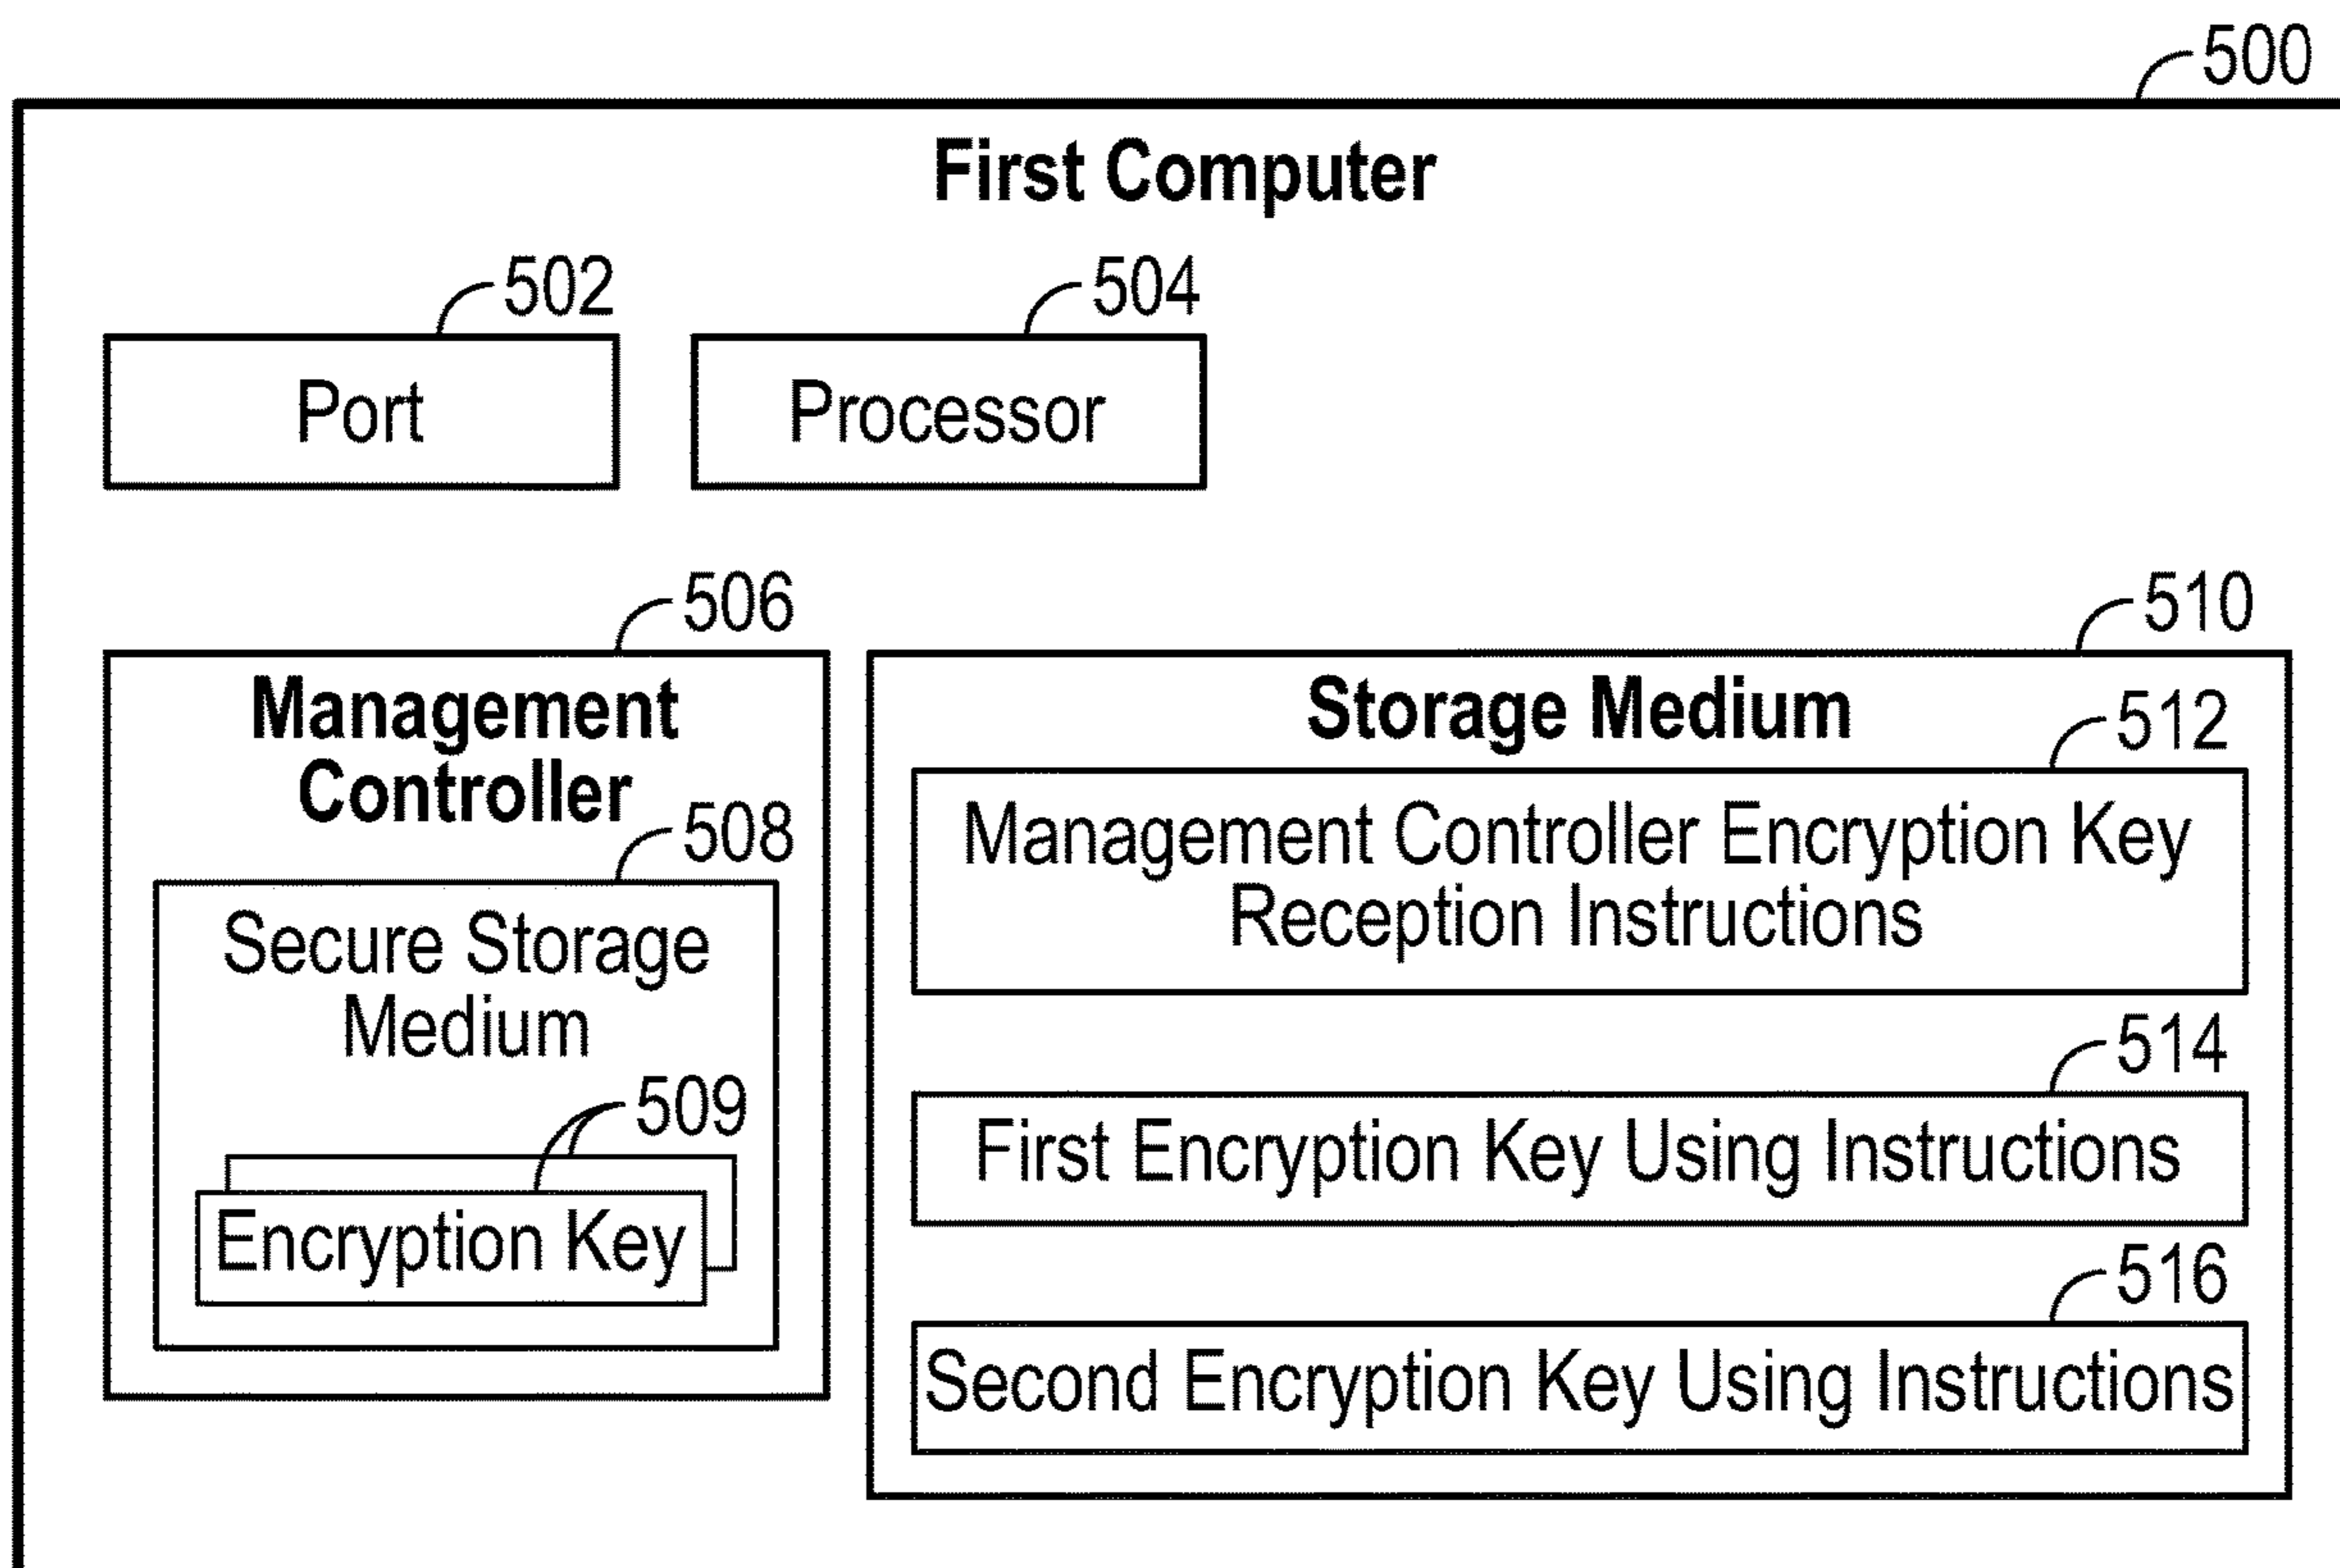 500
First Computer
502
504
Port
Processor
506
510
Management
Controller
508
Secure Storage
Medium
509
Encryption Key
Storage Medium
512
Management Controller Encryption Key
Reception Instructions
514
First Encryption Key Using Instructions
516
Second Encryption Key Using Instructions